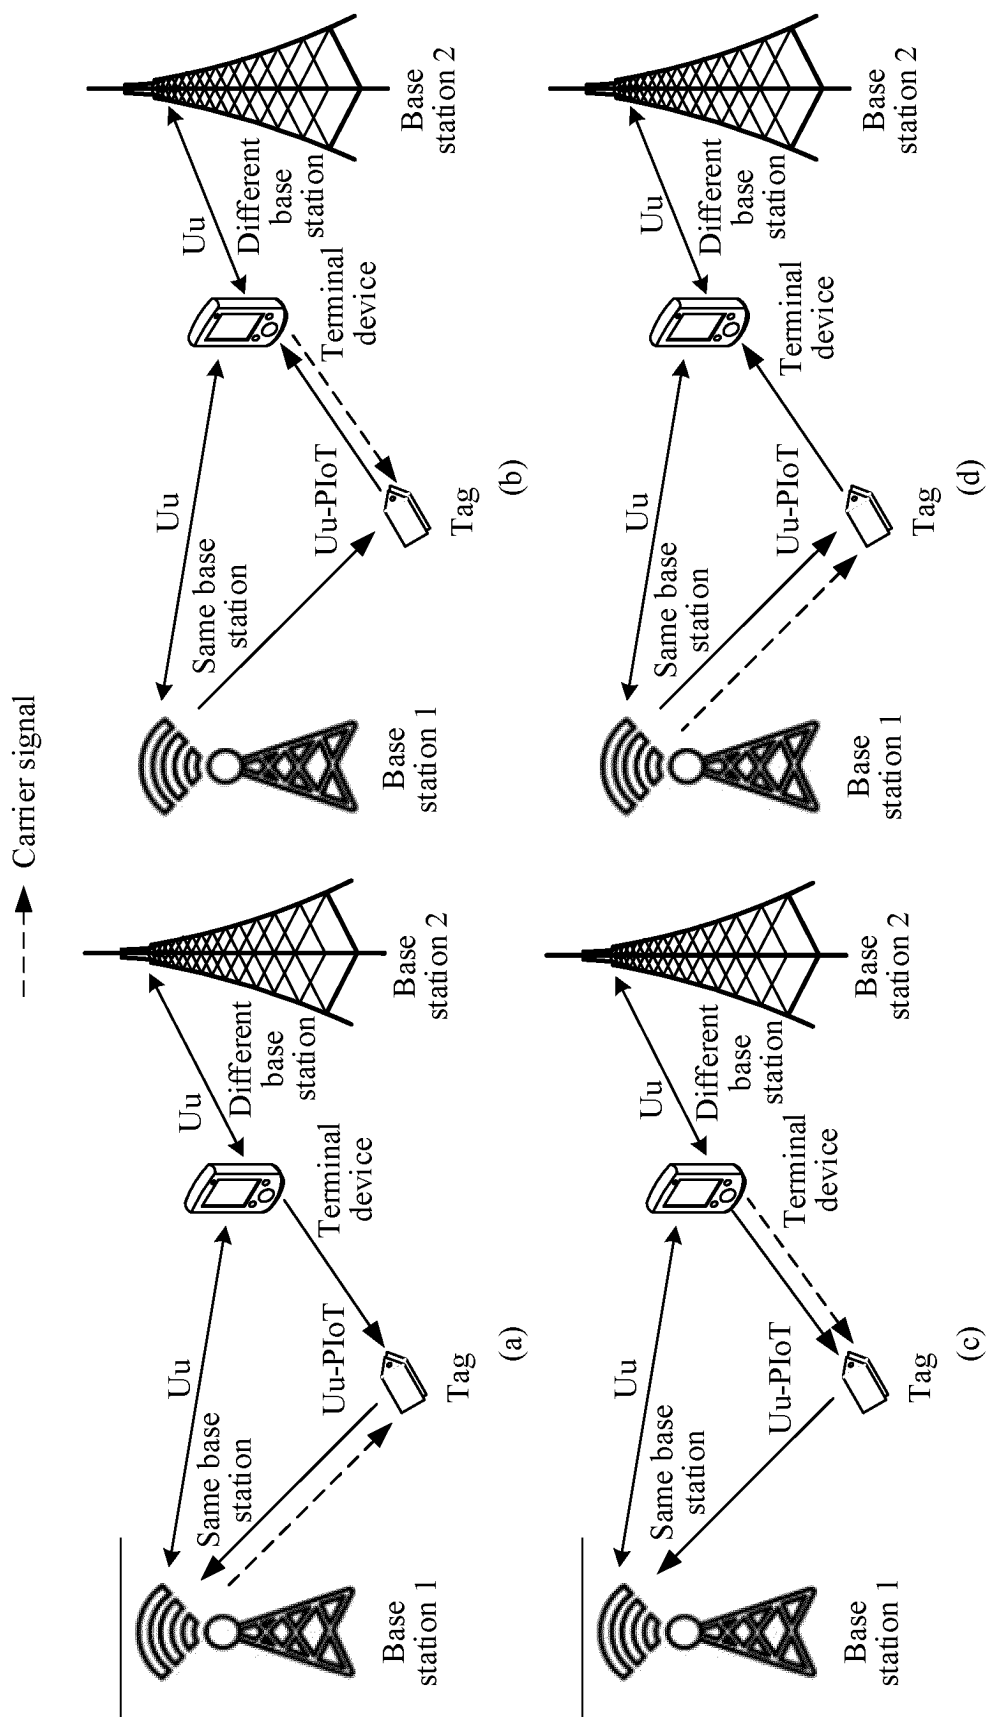 Carrier signal
Uu
Same base
station
Uu
Different
base
station
Uu-PIoT
Terminal
device
Base
station 1
Tag
Base
station 2
(a)
Uu
Same base
station
Uu
Different
base
station
Uu-PIoT
Terminal
device
Base
station 1
Tag
Base
station 2
(b)
Uu
Same base
station
Uu
Different
base
station
Uu-PIoT
Terminal
device
Base
station 1
Tag
Base
station 2
(c)
Uu
Same base
station
Uu
Different
base
station
Uu-PIoT
Terminal
device
Base
station 1
Tag
Base
station 2
(d)